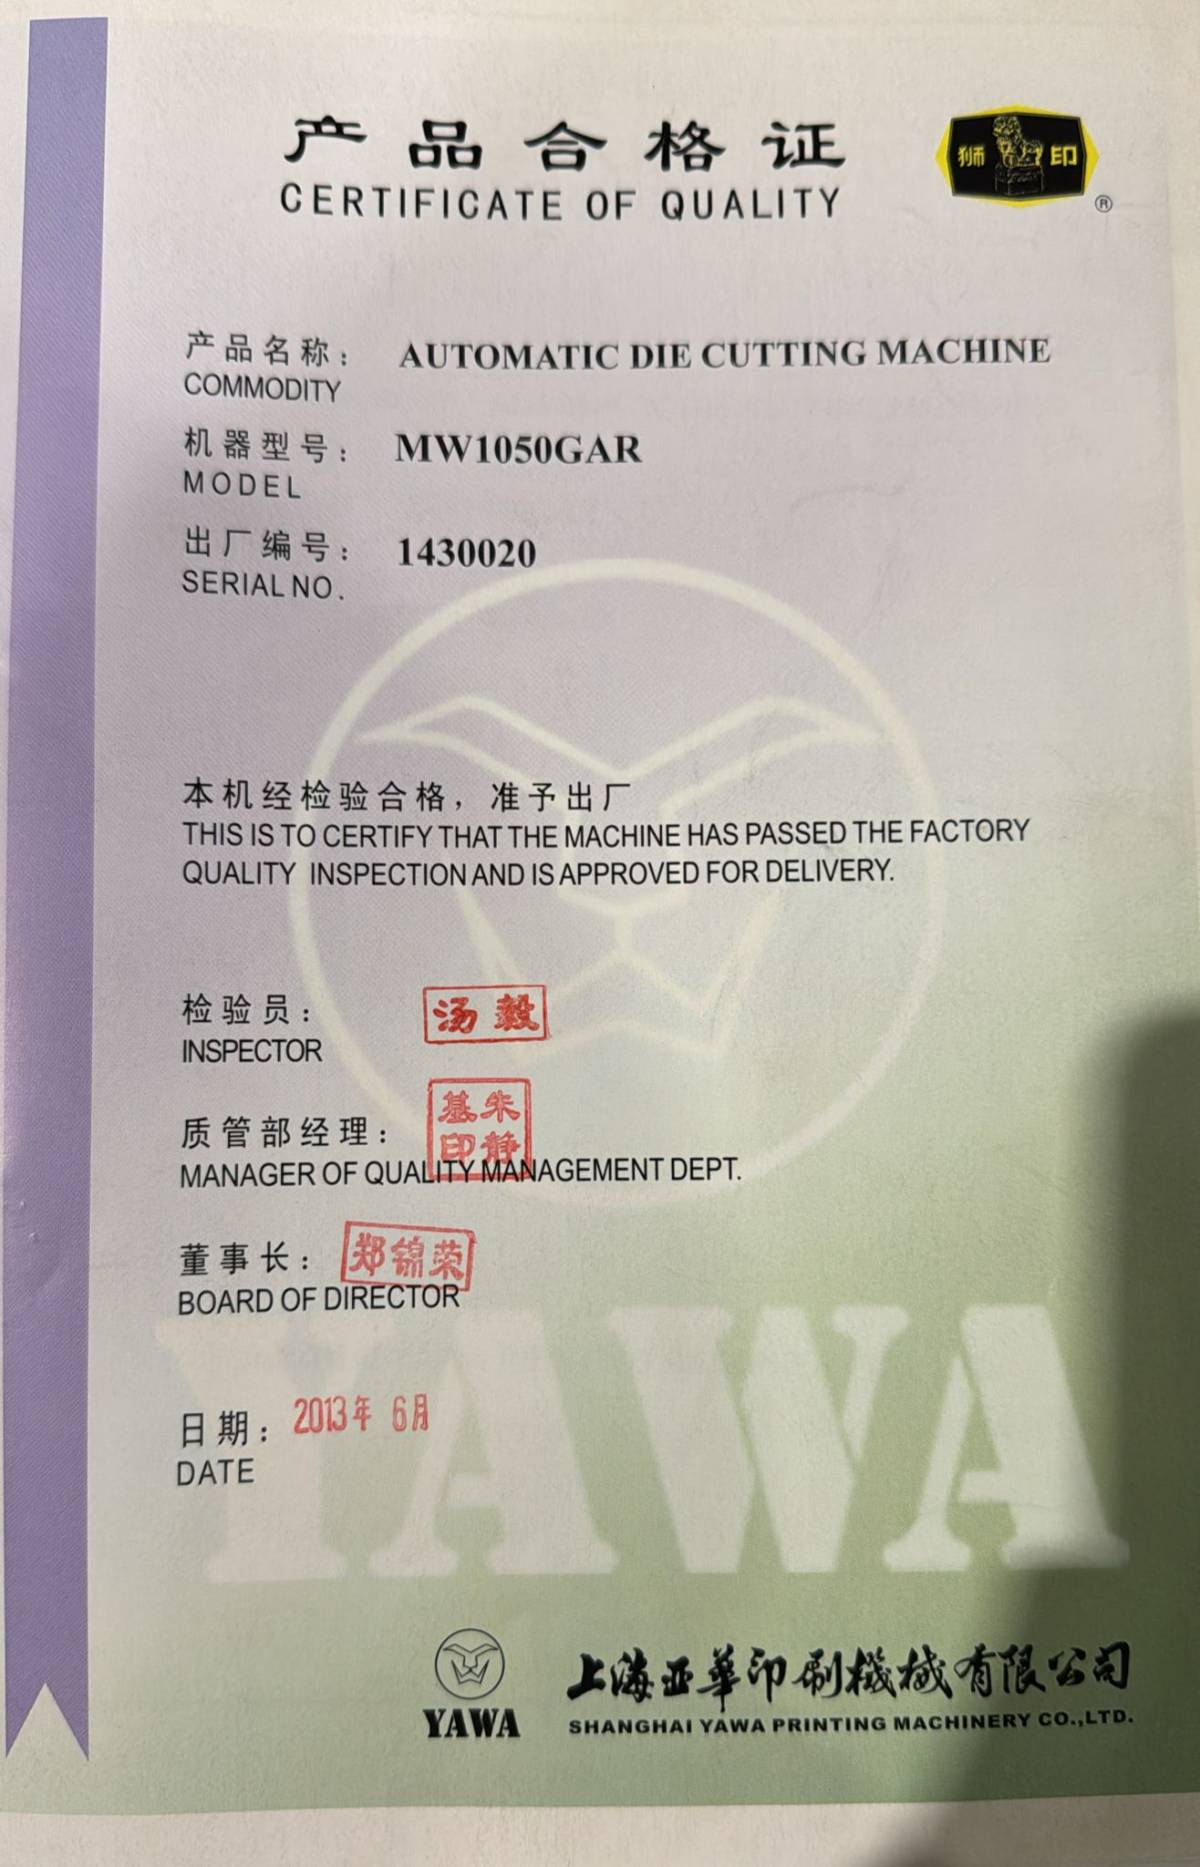 产品合格证
CERTIFICATE OF QUALITY
狮 印
®
产品名称： AUTOMATIC DIE CUTTING MACHINE
COMMODITY
机器型号： MW1050GAR
MODEL
出厂编号： 1430020
SERIAL NO.
本机经检验合格，准予出厂
THIS IS TO CERTIFY THAT THE MACHINE HAS PASSED THE FACTORY
QUALITY INSPECTION AND IS APPROVED FOR DELIVERY.
检验员： 汤毅
INSPECTOR
质管部经理： 朱静基印
MANAGER OF QUALITY MANAGEMENT DEPT.
董事长： 郑锦荣
BOARD OF DIRECTOR
日期： 2013年 6月
DATE
YAWA
YAWA
上海亚華印刷機械有限公司
SHANGHAI YAWA PRINTING MACHINERY CO.,LTD.